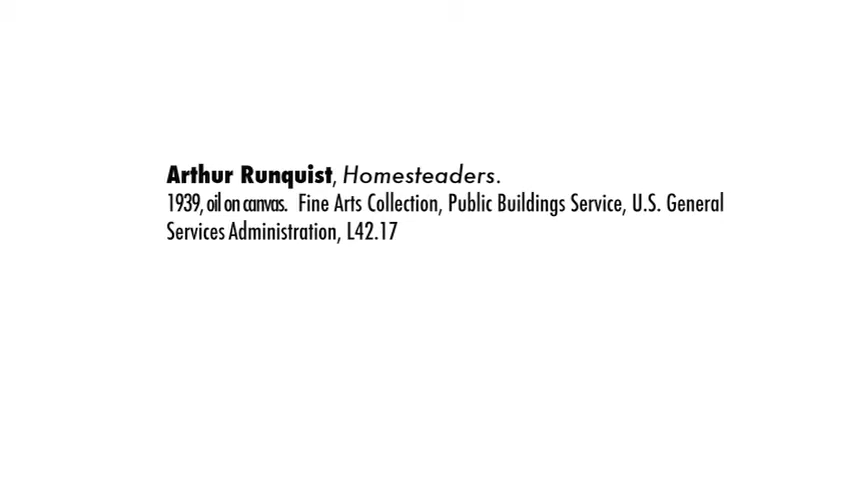 Arthur Runquist, Homesteaders.
1939, oil on canvas. Fine Arts Collection, Public Buildings Service, U.S. General
Services Administration, L42.17